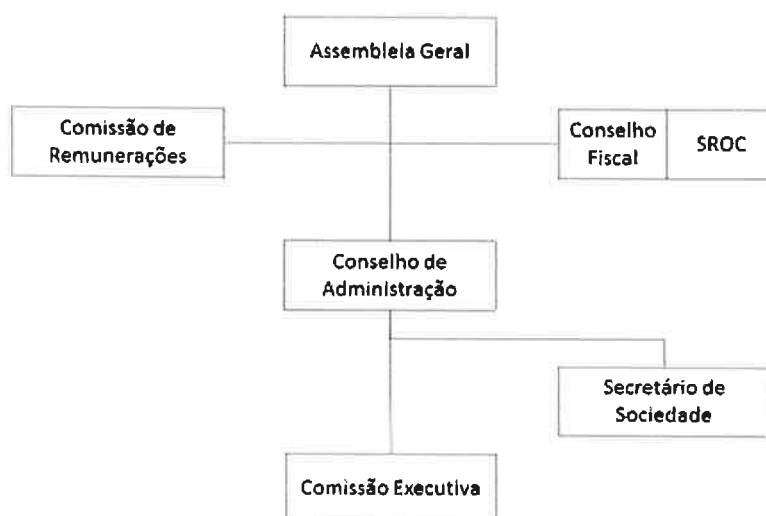 Assembleia Geral
Comissão de
Remunerações
Conselho
Fiscal
SROC
Conselho de
Administração
Secretário de
Sociedade
Comissão Executiva